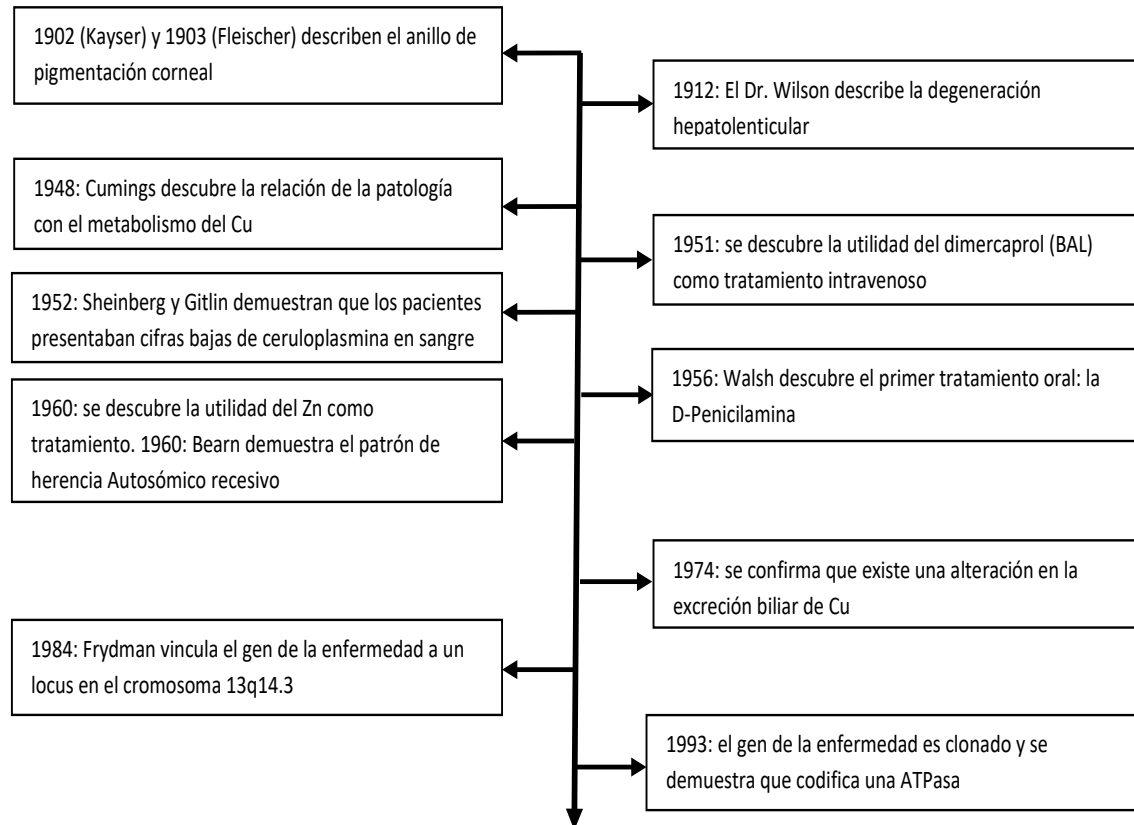 1902 (Kayser) y 1903 (Fleischer) describen el anillo de
pigmentación corneal
1912: El Dr. Wilson describe la degeneración
hepatolenticular
1948: Cumings descubre la relación de la patología
con el metabolismo del Cu
1951: se descubre la utilidad del dimercaprol (BAL)
como tratamiento intravenoso
1952: Sheinberg y Gitlin demuestran que los pacientes
presentaban cifras bajas de ceruloplasmina en sangre
1956: Walsh descubre el primer tratamiento oral: la
D-Penicilamina
1960: se descubre la utilidad del Zn como
tratamiento. 1960: Bearn demuestra el patrón de
herencia Autosómico recesivo
1974: se confirma que existe una alteración en la
excreción biliar de Cu
1984: Frydman vincula el gen de la enfermedad a un
locus en el cromosoma 13q14.3
1993: el gen de la enfermedad es clonado y se
demuestra que codifica una ATPasa